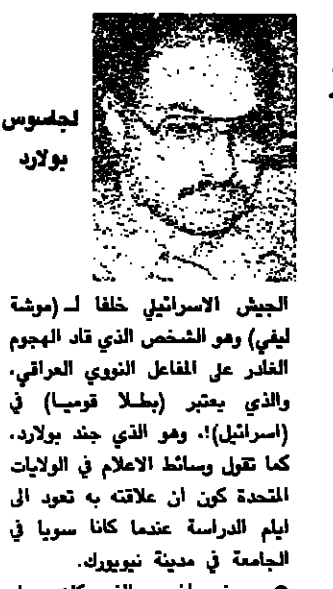 لجاسوس
بولارد
الجيش الاسرائيلي خلفا لـ (موشة
ليفي) وهو الشخص الذي قاد الهجوم
الغادر على المفاعل النووي العراقي.
والذي يعتبر (بطلا قوميا) في
(اسرائيل)!. وهو الذي جند بولارد.
كما تقول وسائط الاعلام في الولايات
المتحدة كون ان علاقته به تعود الى
ايام الدراسة عندما كانا سويا في
الجامعة في مدينة نيويورك.